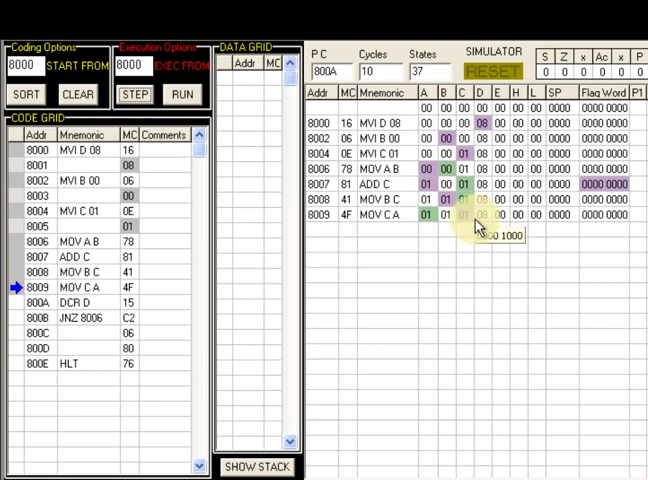 Coding Options
8000 START FROM
SORT CLEAR
Execution Options
8000 EXEC FROM
STEP RUN
CODE GRID
Addr Mnemonic MC Comments
8000 MVI D 08 16
8001 08
8002 MVI B 00 06
8003 00
8004 MVI C 01 0E
8005 01
8006 MOV A B 78
8007 ADD C 81
8008 MOV B C 41
8009 MOV C A 4F
800A DCR D 15
800B JNZ 8006 C2
800C 06
800D 80
800E HLT 76
DATA GRID
Addr MC
SHOW STACK
P C Cycles States SIMULATOR S Z x Ac x P
800A 10 37 RESET 0 0 0 0 0 0
Addr MC Mnemonic A B C D E H L SP Flag Word P1
00 00 00 00 00 00 00 0000 0000 0000
8000 16 MVI D 08 00 00 00 08 00 00 00 0000 0000 0000
8002 06 MVI B 00 00 00 00 08 00 00 00 0000 0000 0000
8004 0E MVI C 01 00 00 01 08 00 00 00 0000 0000 0000
8006 78 MOV A B 00 00 01 08 00 00 00 0000 0000 0000
8007 81 ADD C 01 00 01 08 00 00 00 0000 0000 0000
8008 41 MOV B C 01 01 01 08 00 00 00 0000 0000 0000
8009 4F MOV C A 01 01 01 08 00 00 00 0000 0000 0000
1000